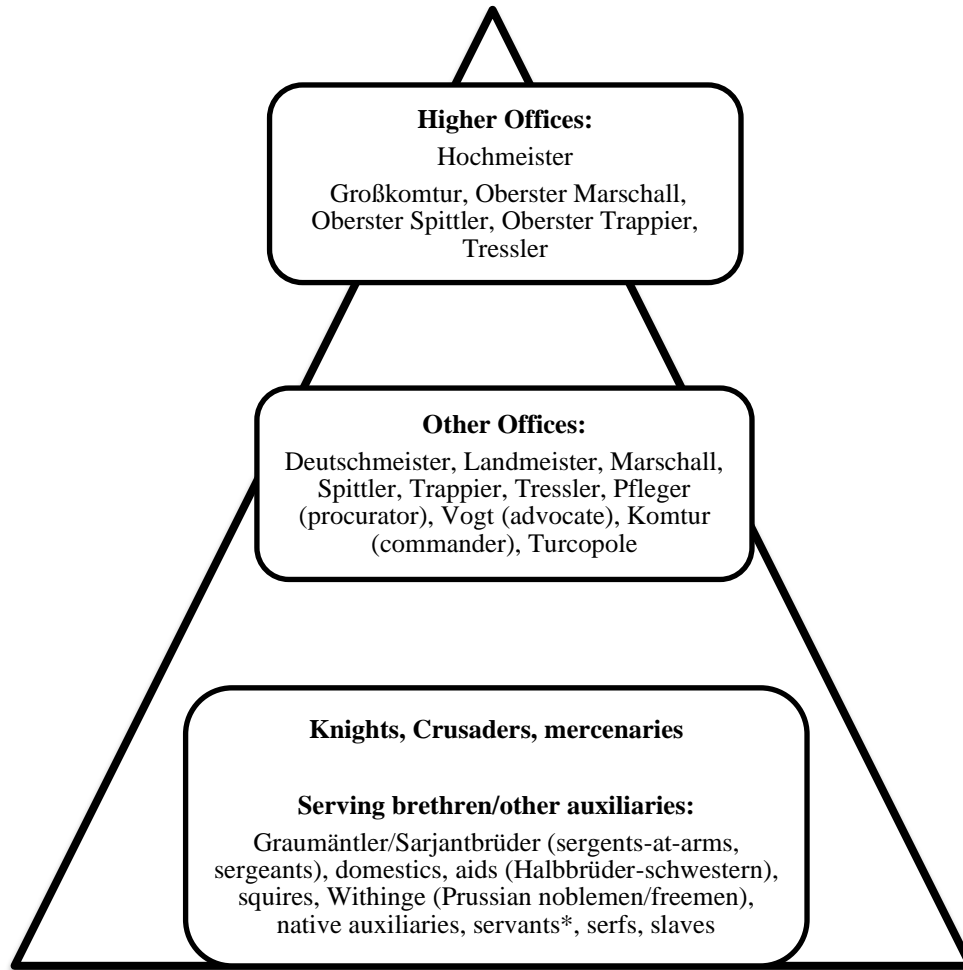 Higher Offices:
Hochmeister
Großkomtur, Oberster Marschall,
Oberster Spittler, Oberster Trappier,
Tressler
Other Offices:
Deutschmeister, Landmeister, Marschall,
Spittler, Trappier, Tressler, Pfleger
(procurator), Vogt (advocate), Komtur
(commander), Turcopole
Knights, Crusaders, mercenaries
Serving brethren/other auxiliaries:
Graumäntler/Sarjantbrüder (sergents-at-arms,
sergeants), domestics, aids (Halbbrüder-schwestern),
squires, Withinge (Prussian noblemen/freemen),
native auxiliaries, servants*, serfs, slaves